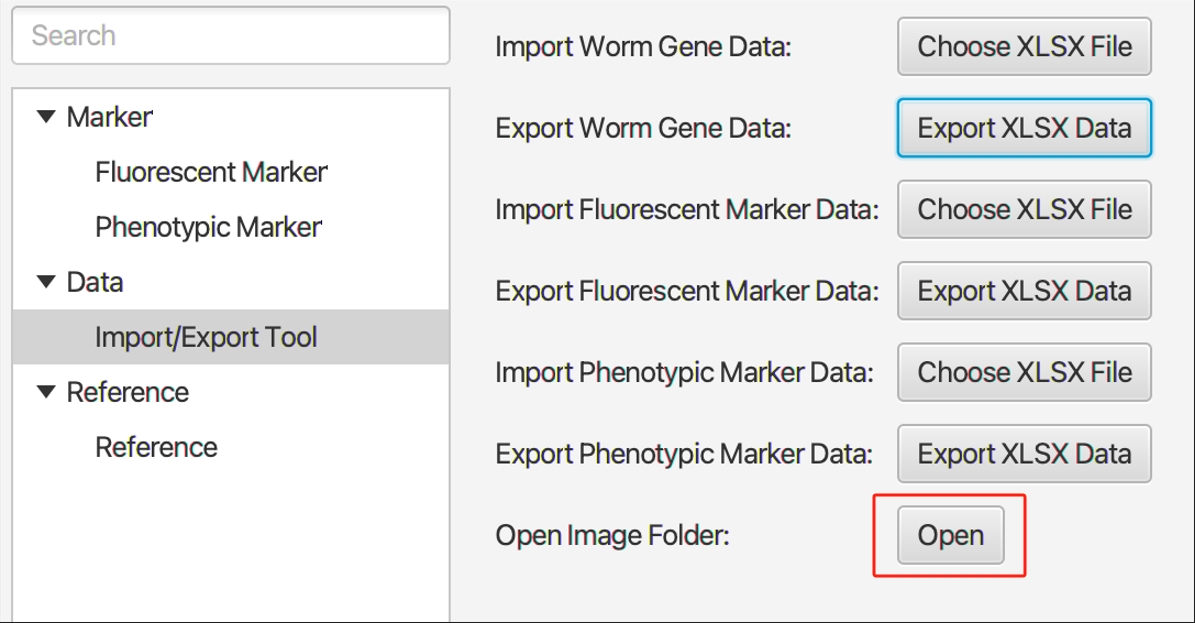 Search
Marker
Fluorescent Marker
Phenotypic Marker
Data
Import/Export Tool
Reference
Reference
Import Worm Gene Data: Choose XLSX File
Export Worm Gene Data: Export XLSX Data
Import Fluorescent Marker Data: Choose XLSX File
Export Fluorescent Marker Data: Export XLSX Data
Import Phenotypic Marker Data: Choose XLSX File
Export Phenotypic Marker Data: Export XLSX Data
Open Image Folder: Open